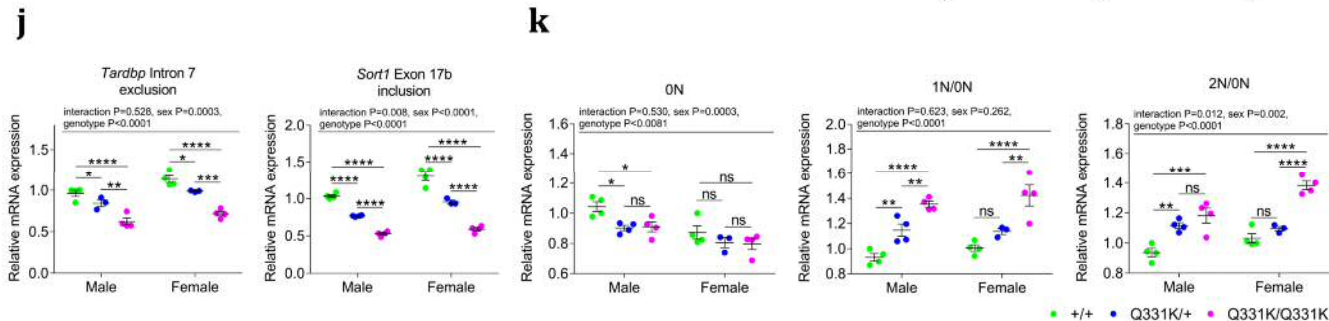 j
Tardbp Intron 7
exclusion
interaction P=0.528, sex P=0.0003,
genotype P<0.0001
Relative mRNA expression
1.5
1.0
0.5
0.0
****
*
**
****
*
***
Male
Female
Sort1 Exon 17b
inclusion
interaction P=0.008, sex P<0.0001,
genotype P<0.0001
2.0
1.5
1.0
0.5
0.0
Relative mRNA expression
****
****
****
****
****
****
Male
Female
k
0N
interaction P=0.530, sex P=0.0003,
genotype P<0.0081
Relative mRNA expression
1.6
1.4
1.2
1.0
0.8
0.6
*
*
ns
ns
ns
ns
Male
Female
1N/0N
interaction P=0.623, sex P=0.262,
genotype P<0.0001
Relative mRNA expression
1.8
1.6
1.4
1.2
1.0
0.8
****
**
**
****
**
ns
Male
Female
2N/0N
interaction P=0.012, sex P=0.002,
genotype P<0.0001
Relative mRNA expression
1.8
1.6
1.4
1.2
1.0
0.8
***
**
ns
****
****
ns
Male
Female
+/+
Q331K/+
Q331K/Q331K